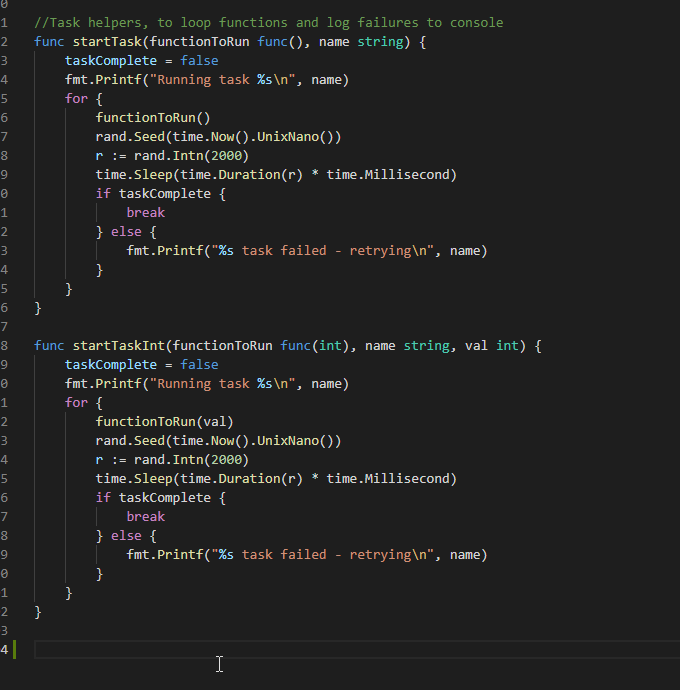 0
1 //Task helpers, to loop functions and log failures to console
2 func startTask(functionToRun func(), name string) {
3     taskComplete = false
4     fmt.Printf("Running task %s\n", name)
5     for {
6         functionToRun()
7         rand.Seed(time.Now().UnixNano())
8         r := rand.Intn(2000)
9         time.Sleep(time.Duration(r) * time.Millisecond)
0         if taskComplete {
1             break
2         } else {
3             fmt.Printf("%s task failed - retrying\n", name)
4         }
5     }
6 }
7
8 func startTaskInt(functionToRun func(int), name string, val int) {
9     taskComplete = false
0     fmt.Printf("Running task %s\n", name)
1     for {
2         functionToRun(val)
3         rand.Seed(time.Now().UnixNano())
4         r := rand.Intn(2000)
5         time.Sleep(time.Duration(r) * time.Millisecond)
6         if taskComplete {
7             break
8         } else {
9             fmt.Printf("%s task failed - retrying\n", name)
0         }
1     }
2 }
3
4